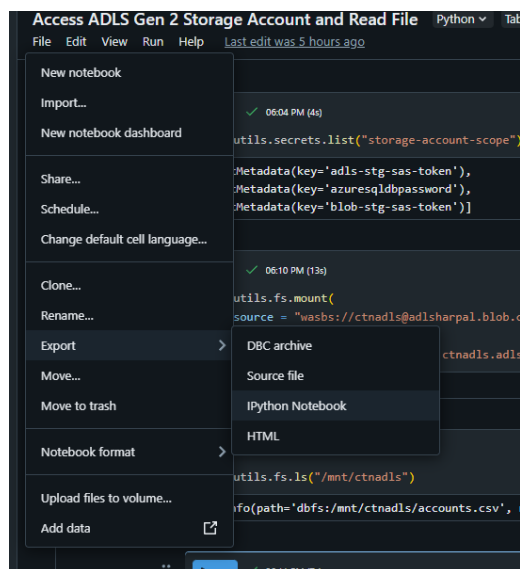 Access ADLS Gen 2 Storage Account and Read File Python
File Edit View Run Help Last edit was 5 hours ago
New notebook
Import...
New notebook dashboard
Share...
Schedule...
Change default cell language...
Clone...
Rename...
Export
Move...
Move to trash
Notebook format
Upload files to volume...
Add data
DBC archive
Source file
IPython Notebook
HTML
06:04 PM (4s)
utils.secrets.list("storage-account-scope")
Metadata(key='adls-stg-sas-token'),
Metadata(key='azuresqldbpassword'),
Metadata(key='blob-stg-sas-token')]
06:10 PM (13s)
utils.fs.mount(
source = "wasbs://ctnadls@adlsharpal.blob.c
ctnadls.adls
utils.fs.ls("/mnt/ctnadls")
nfo(path='dbfs:/mnt/ctnadls/accounts.csv',